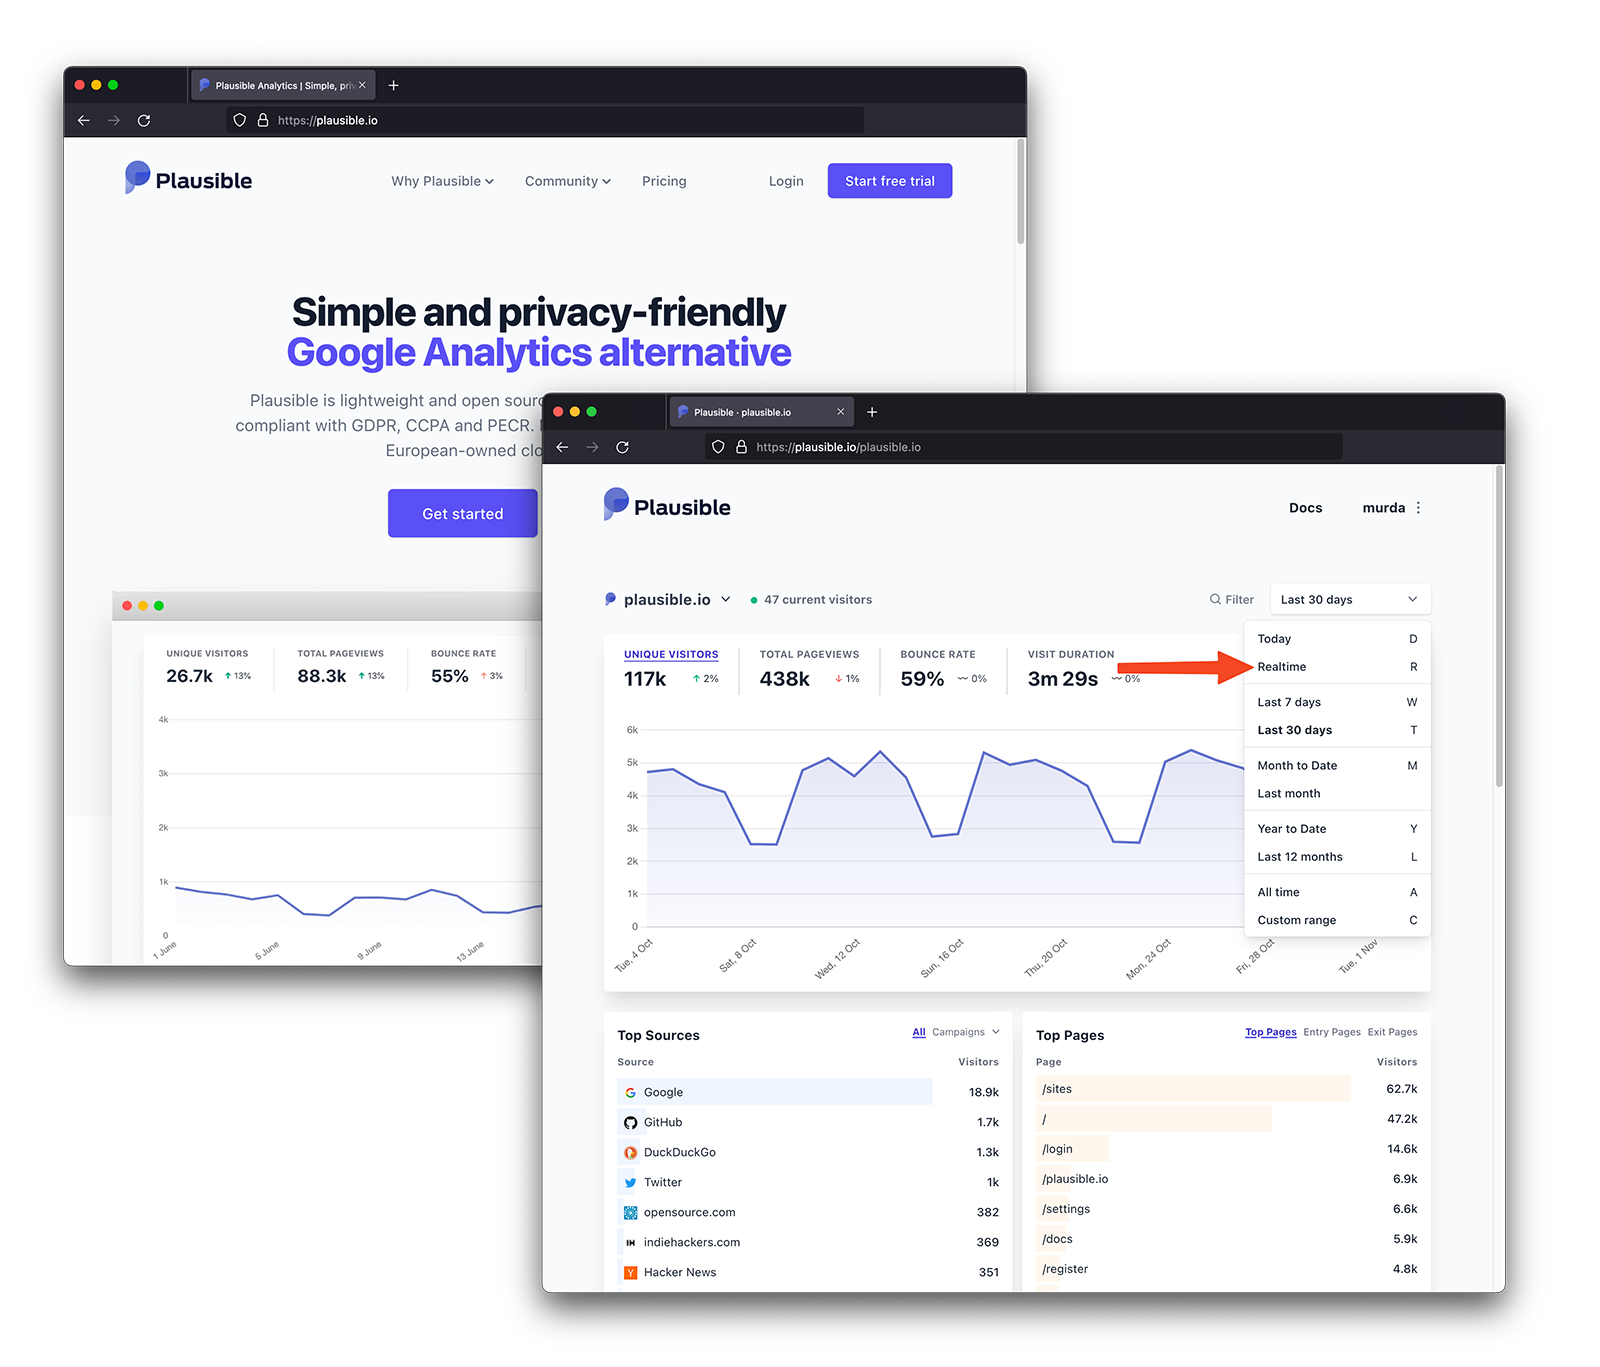 Plausible Analytics | Simple, priv
https://plausible.io
Plausible
Why Plausible
Community
Pricing
Login
Start free trial
Simple and privacy-friendly
Google Analytics alternative
Plausible is lightweight and open
compliant with GDPR, CCPA and PECR.
European-owned
Get started
UNIQUE VISITORS
26.7k
13%
TOTAL PAGEVIEWS
88.3k
13%
BOUNCE RATE
55%
3%
4k
3k
2k
1k
0
1 June
5 June
9 June
13 June
Plausible · plausible.io
https://plausible.io/plausible.io
Plausible
Docs
murda
plausible.io
47 current visitors
Filter
Last 30 days
UNIQUE VISITORS
117k
2%
TOTAL PAGEVIEWS
438k
1%
BOUNCE RATE
59%
0%
VISIT DURATION
3m 29s
0%
Today D
Realtime R
Last 7 days W
Last 30 days T
Month to Date M
Last month
Year to Date Y
Last 12 months L
All time A
Custom range C
6k
5k
4k
3k
2k
1k
0
Tue, 4 Oct
Sat, 8 Oct
Wed, 12 Oct
Sun, 16 Oct
Thu, 20 Oct
Mon, 24 Oct
Fri, 28 Oct
Tue, 1 Nov
Top Sources
All Campaigns
Source Visitors
Google 18.9k
GitHub 1.7k
DuckDuckGo 1.3k
Twitter 1k
opensource.com 382
indiehackers.com 369
Hacker News 351
Top Pages
Top Pages Entry Pages Exit Pages
Page Visitors
/sites 62.7k
/ 47.2k
/login 14.6k
/plausible.io 6.9k
/settings 6.6k
/docs 5.9k
/register 4.8k